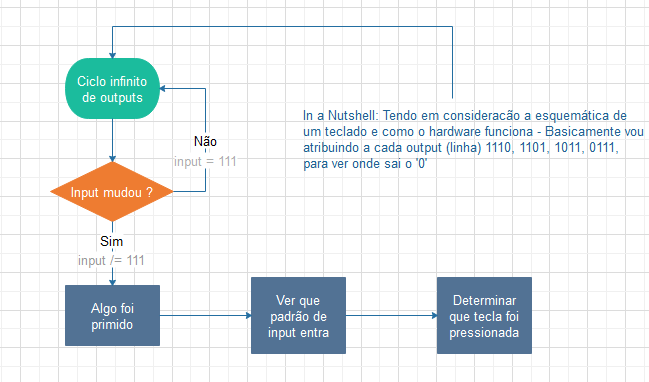 Ciclo infinito
de outputs
In a Nutshell: Tendo em consideracão a esquemática de
um teclado e como o hardware funciona - Basicamente vou
atribuindo a cada output (linha) 1110, 1101, 1011, 0111,
para ver onde sai o '0'
Não
input = 111
Input mudou ?
Sim
input /= 111
Algo foi
primido
Ver que
padrão de
input entra
Determinar
que tecla foi
pressionada